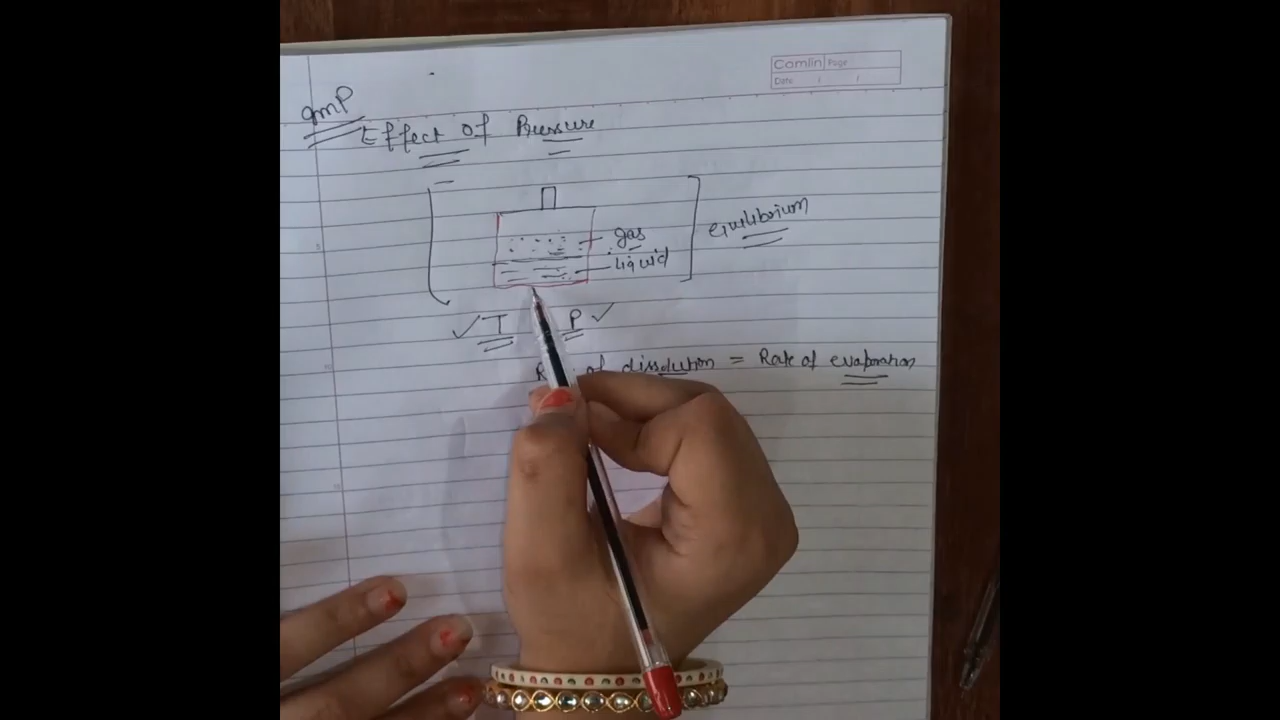 Camlin Page
Date / /
ImP
Effect of Pressure
gas
liquid
equilibrium
✓ T P ✓
of dissolution = Rate of evaporation